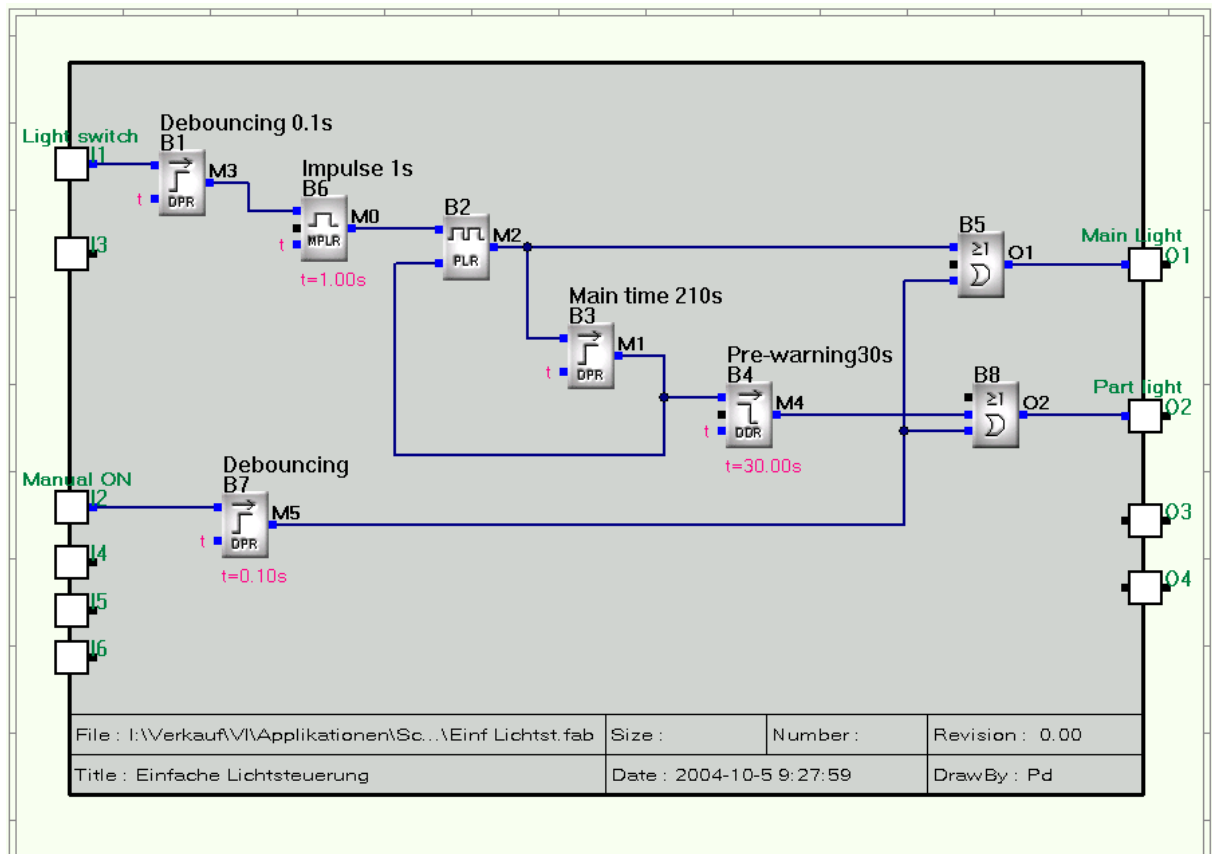 Debouncing 0.1s
Light switch
B1
I1
M3
t
DPR
Impulse 1s
B6
M0
t
MPLR
t=1.00s
B2
M2
PLR
I3
B5
≥1
O1
Main Light
O1
Main time 210s
B3
M1
t
DPR
Pre-warning30s
B4
M4
t
DDR
t=30.00s
B8
≥1
O2
Part light
O2
Debouncing
Manual ON
B7
I2
M5
t
DPR
t=0.10s
I4
I5
I6
O3
O4
File : I:\Verkauf\VI\Applikationen\Sc...\Einf Lichtst.fab
Size :
Number :
Revision : 0.00
Title : Einfache Lichtsteuerung
Date : 2004-10-5 9:27:59
DrawBy : Pd